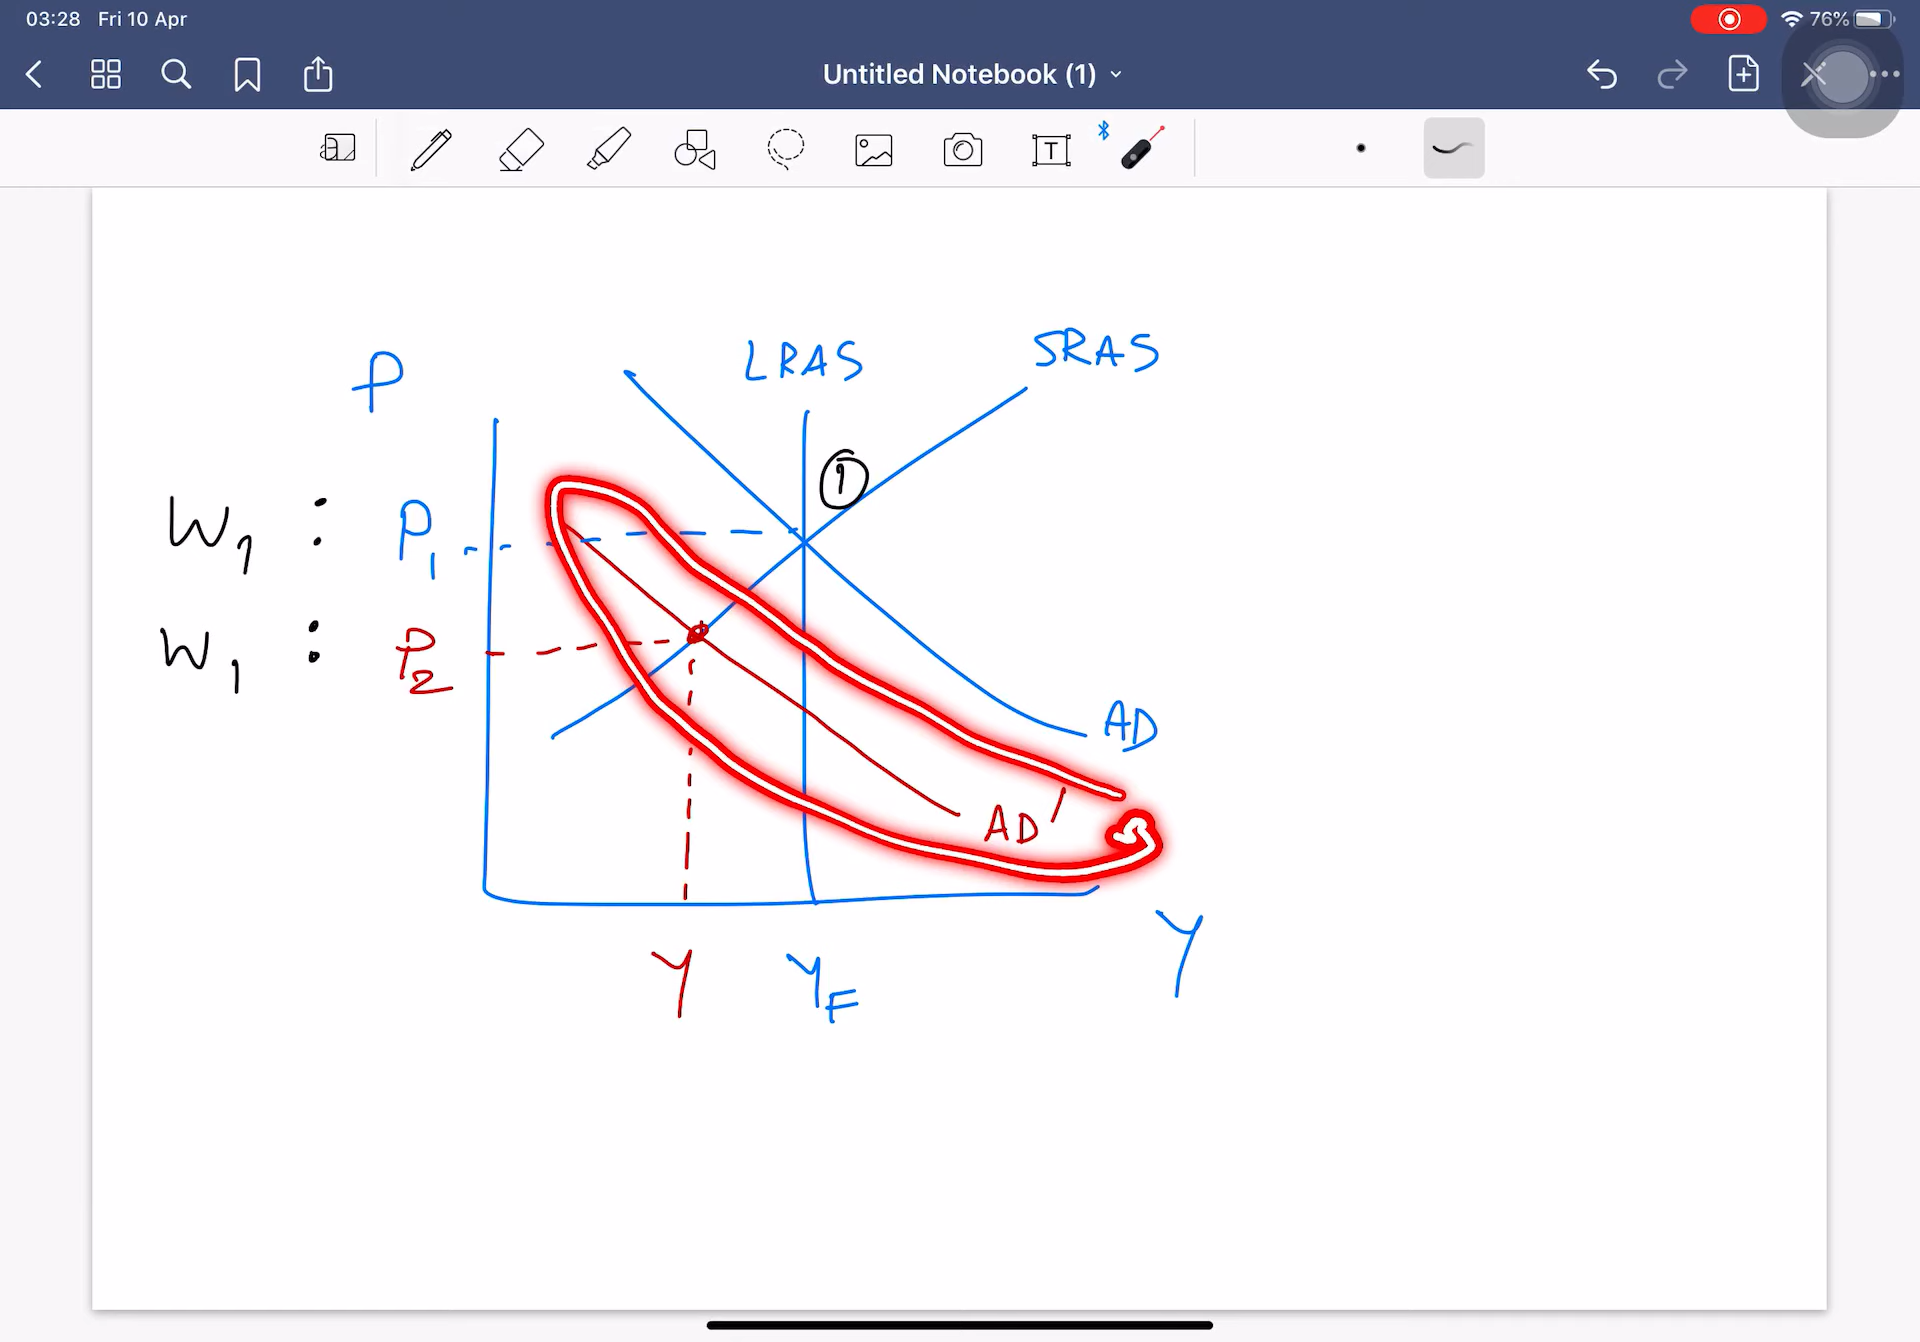 03:28 Fri 10 Apr
76%
Untitled Notebook (1)
a
T
P
LRAS
SRAS
1
W1 : P1
W1 : P2
AD
AD'
Y
YF
Y